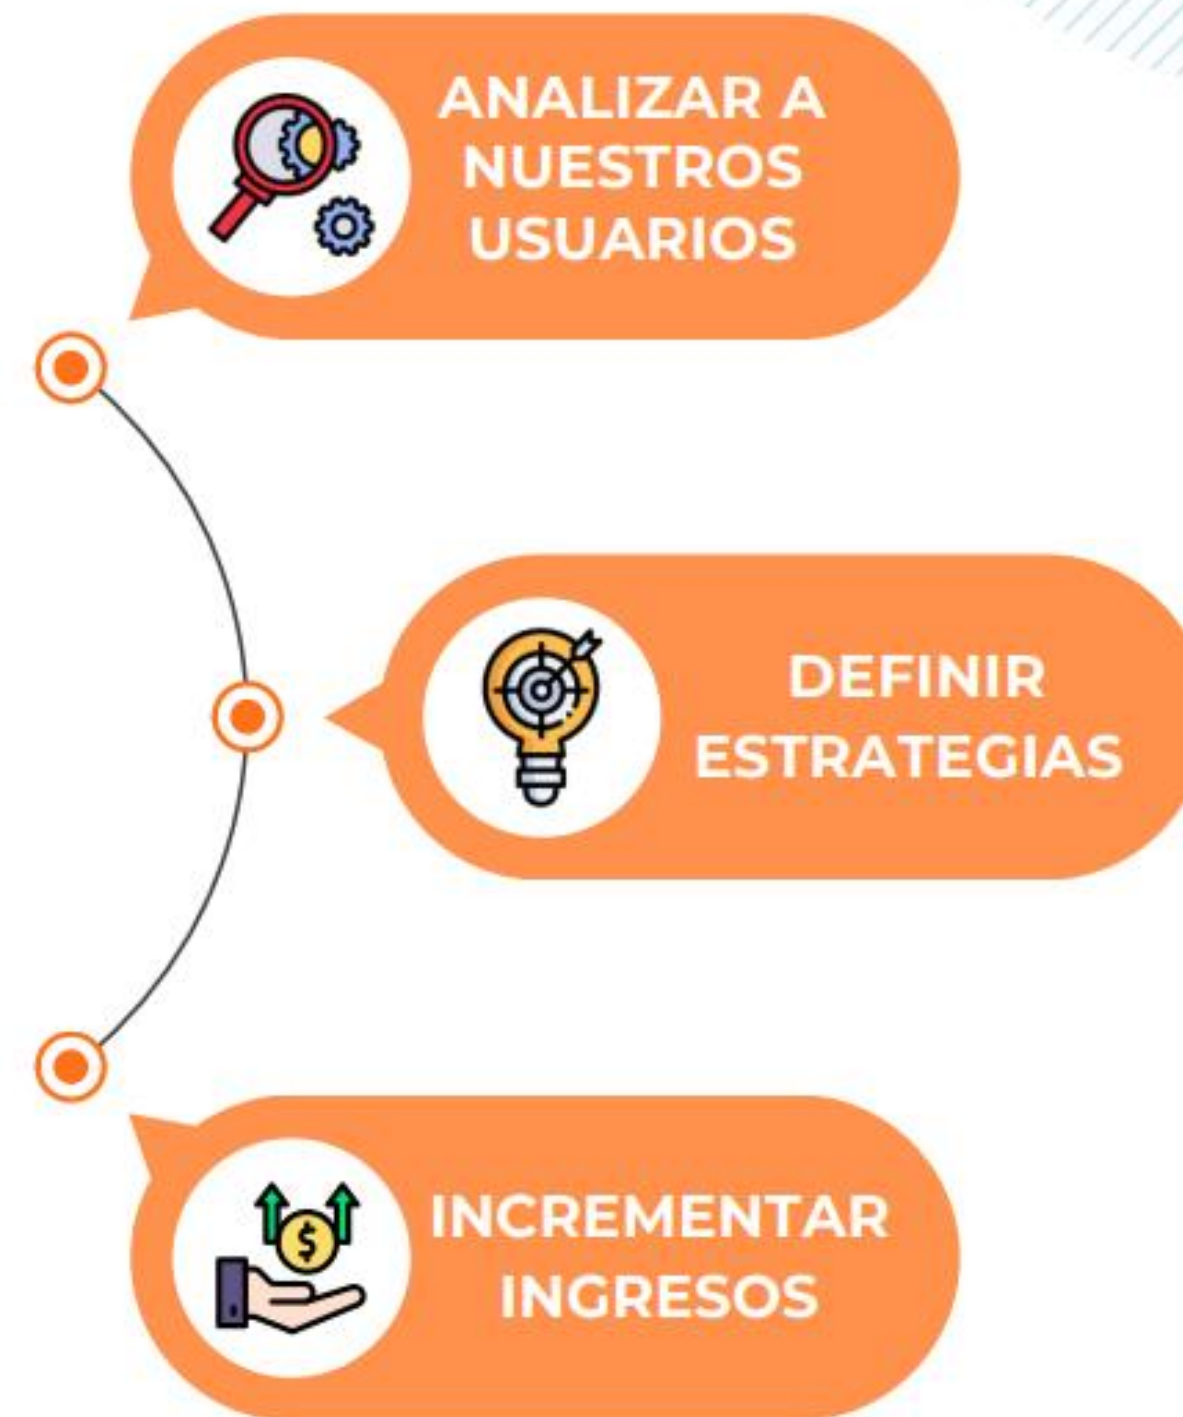 ANALIZAR A
NUESTROS
USUARIOS
DEFINIR
ESTRATEGIAS
INCREMENTAR
INGRESOS